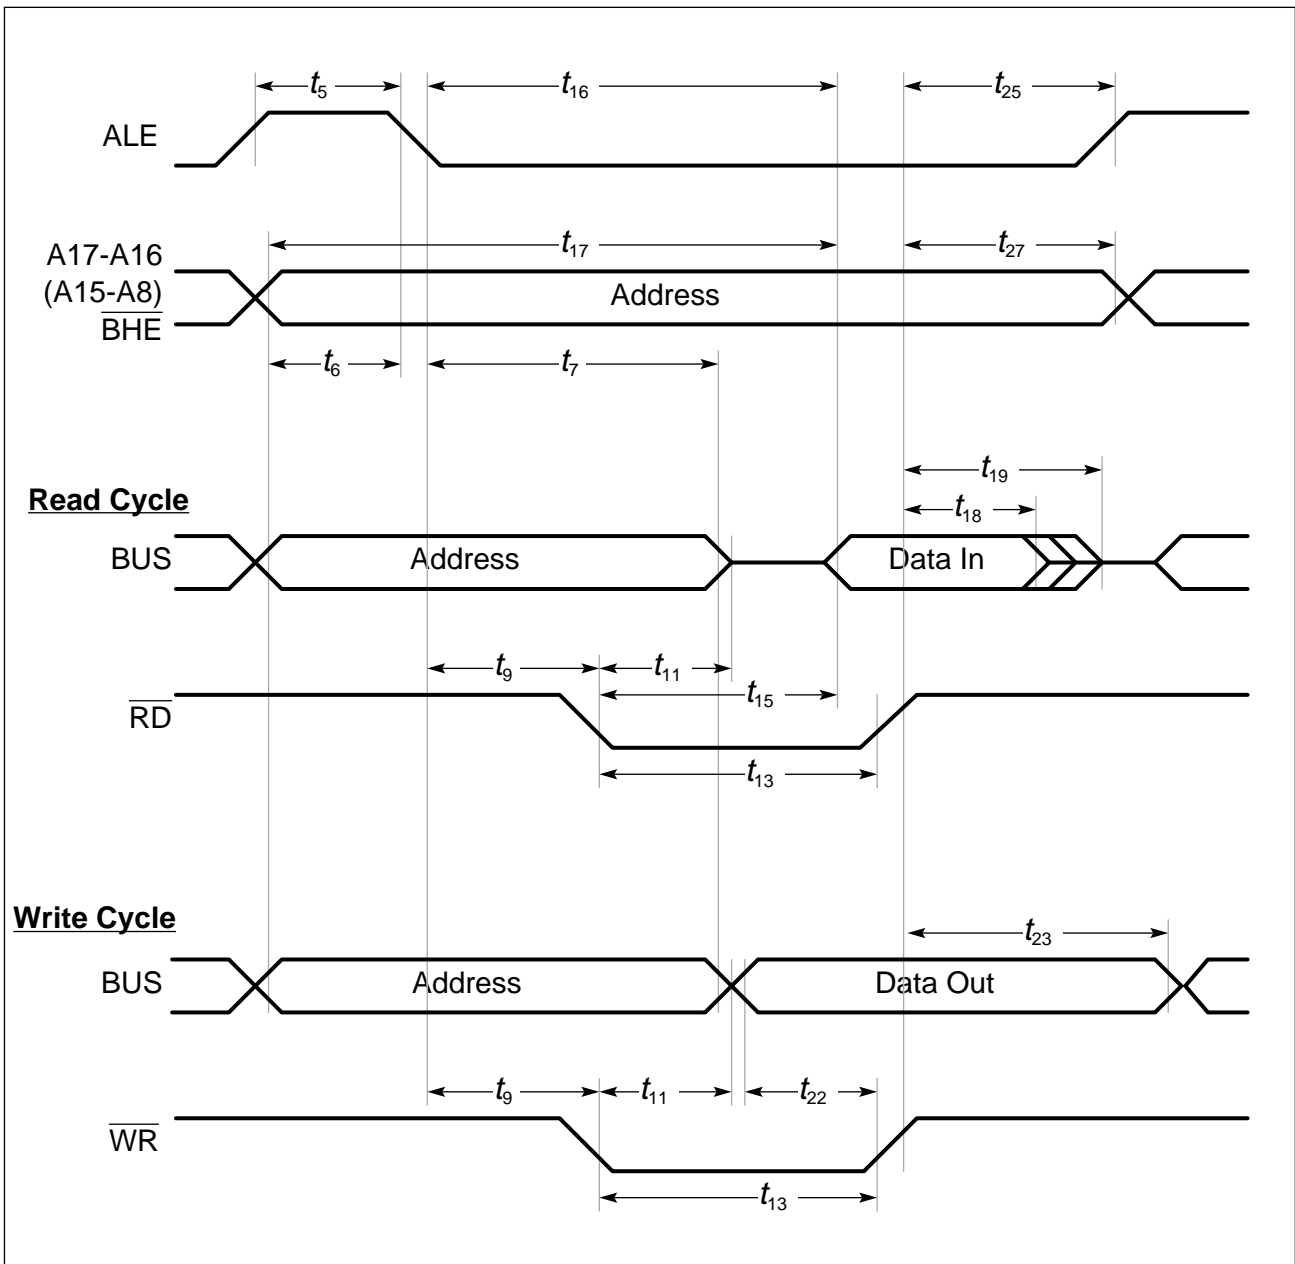 t5 t16 t25
ALE
A17-A16
(A15-A8)
BHE
t17 t27
Address
t6 t7
t19
Read Cycle
t18
BUS Address Data In
t9 t11
t15
RD
t13
Write Cycle
t23
BUS Address Data Out
t9 t11 t22
WR
t13